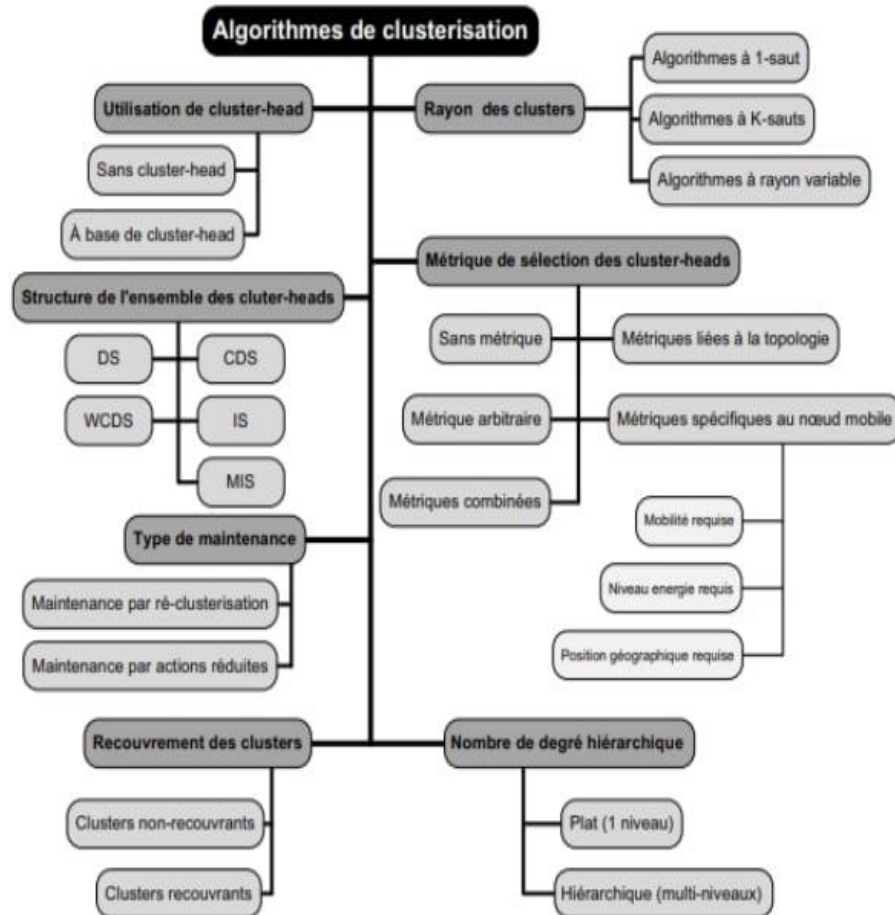 Algorithmes de clusterisation
Utilisation de cluster-head
Rayon des clusters
Algorithmes à 1-saut
Algorithmes à K-sauts
Algorithmes à rayon variable
Sans cluster-head
À base de cluster-head
Métrique de sélection des cluster-heads
Structure de l'ensemble des cluter-heads
Sans métrique
Métriques liées à la topologie
DS
CDS
WCDS
IS
MIS
Métrique arbitraire
Métriques spécifiques au nœud mobile
Métriques combinées
Mobilité requise
Niveau energie requis
Position géographique requise
Type de maintenance
Maintenance par ré-clusterisation
Maintenance par actions réduites
Recouvrement des clusters
Nombre de degré hiérarchique
Clusters non-recouvrants
Clusters recouvrants
Plat (1 niveau)
Hiérarchique (multi-niveaux)